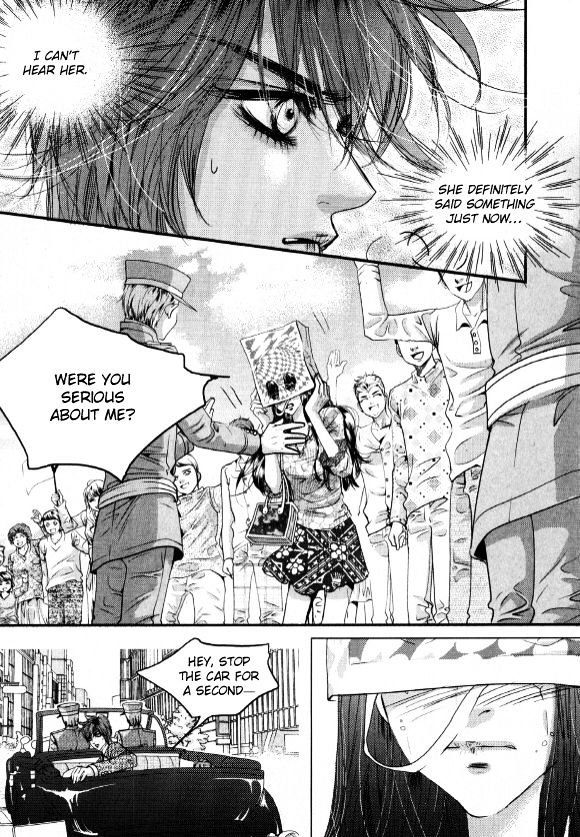 I CAN'T
HEAR HER.
SHE DEFINITELY
SAID SOMETHING
JUST NOW...
WERE YOU
SERIOUS
ABOUT ME?
HEY, STOP
THE CAR FOR
A SECOND—